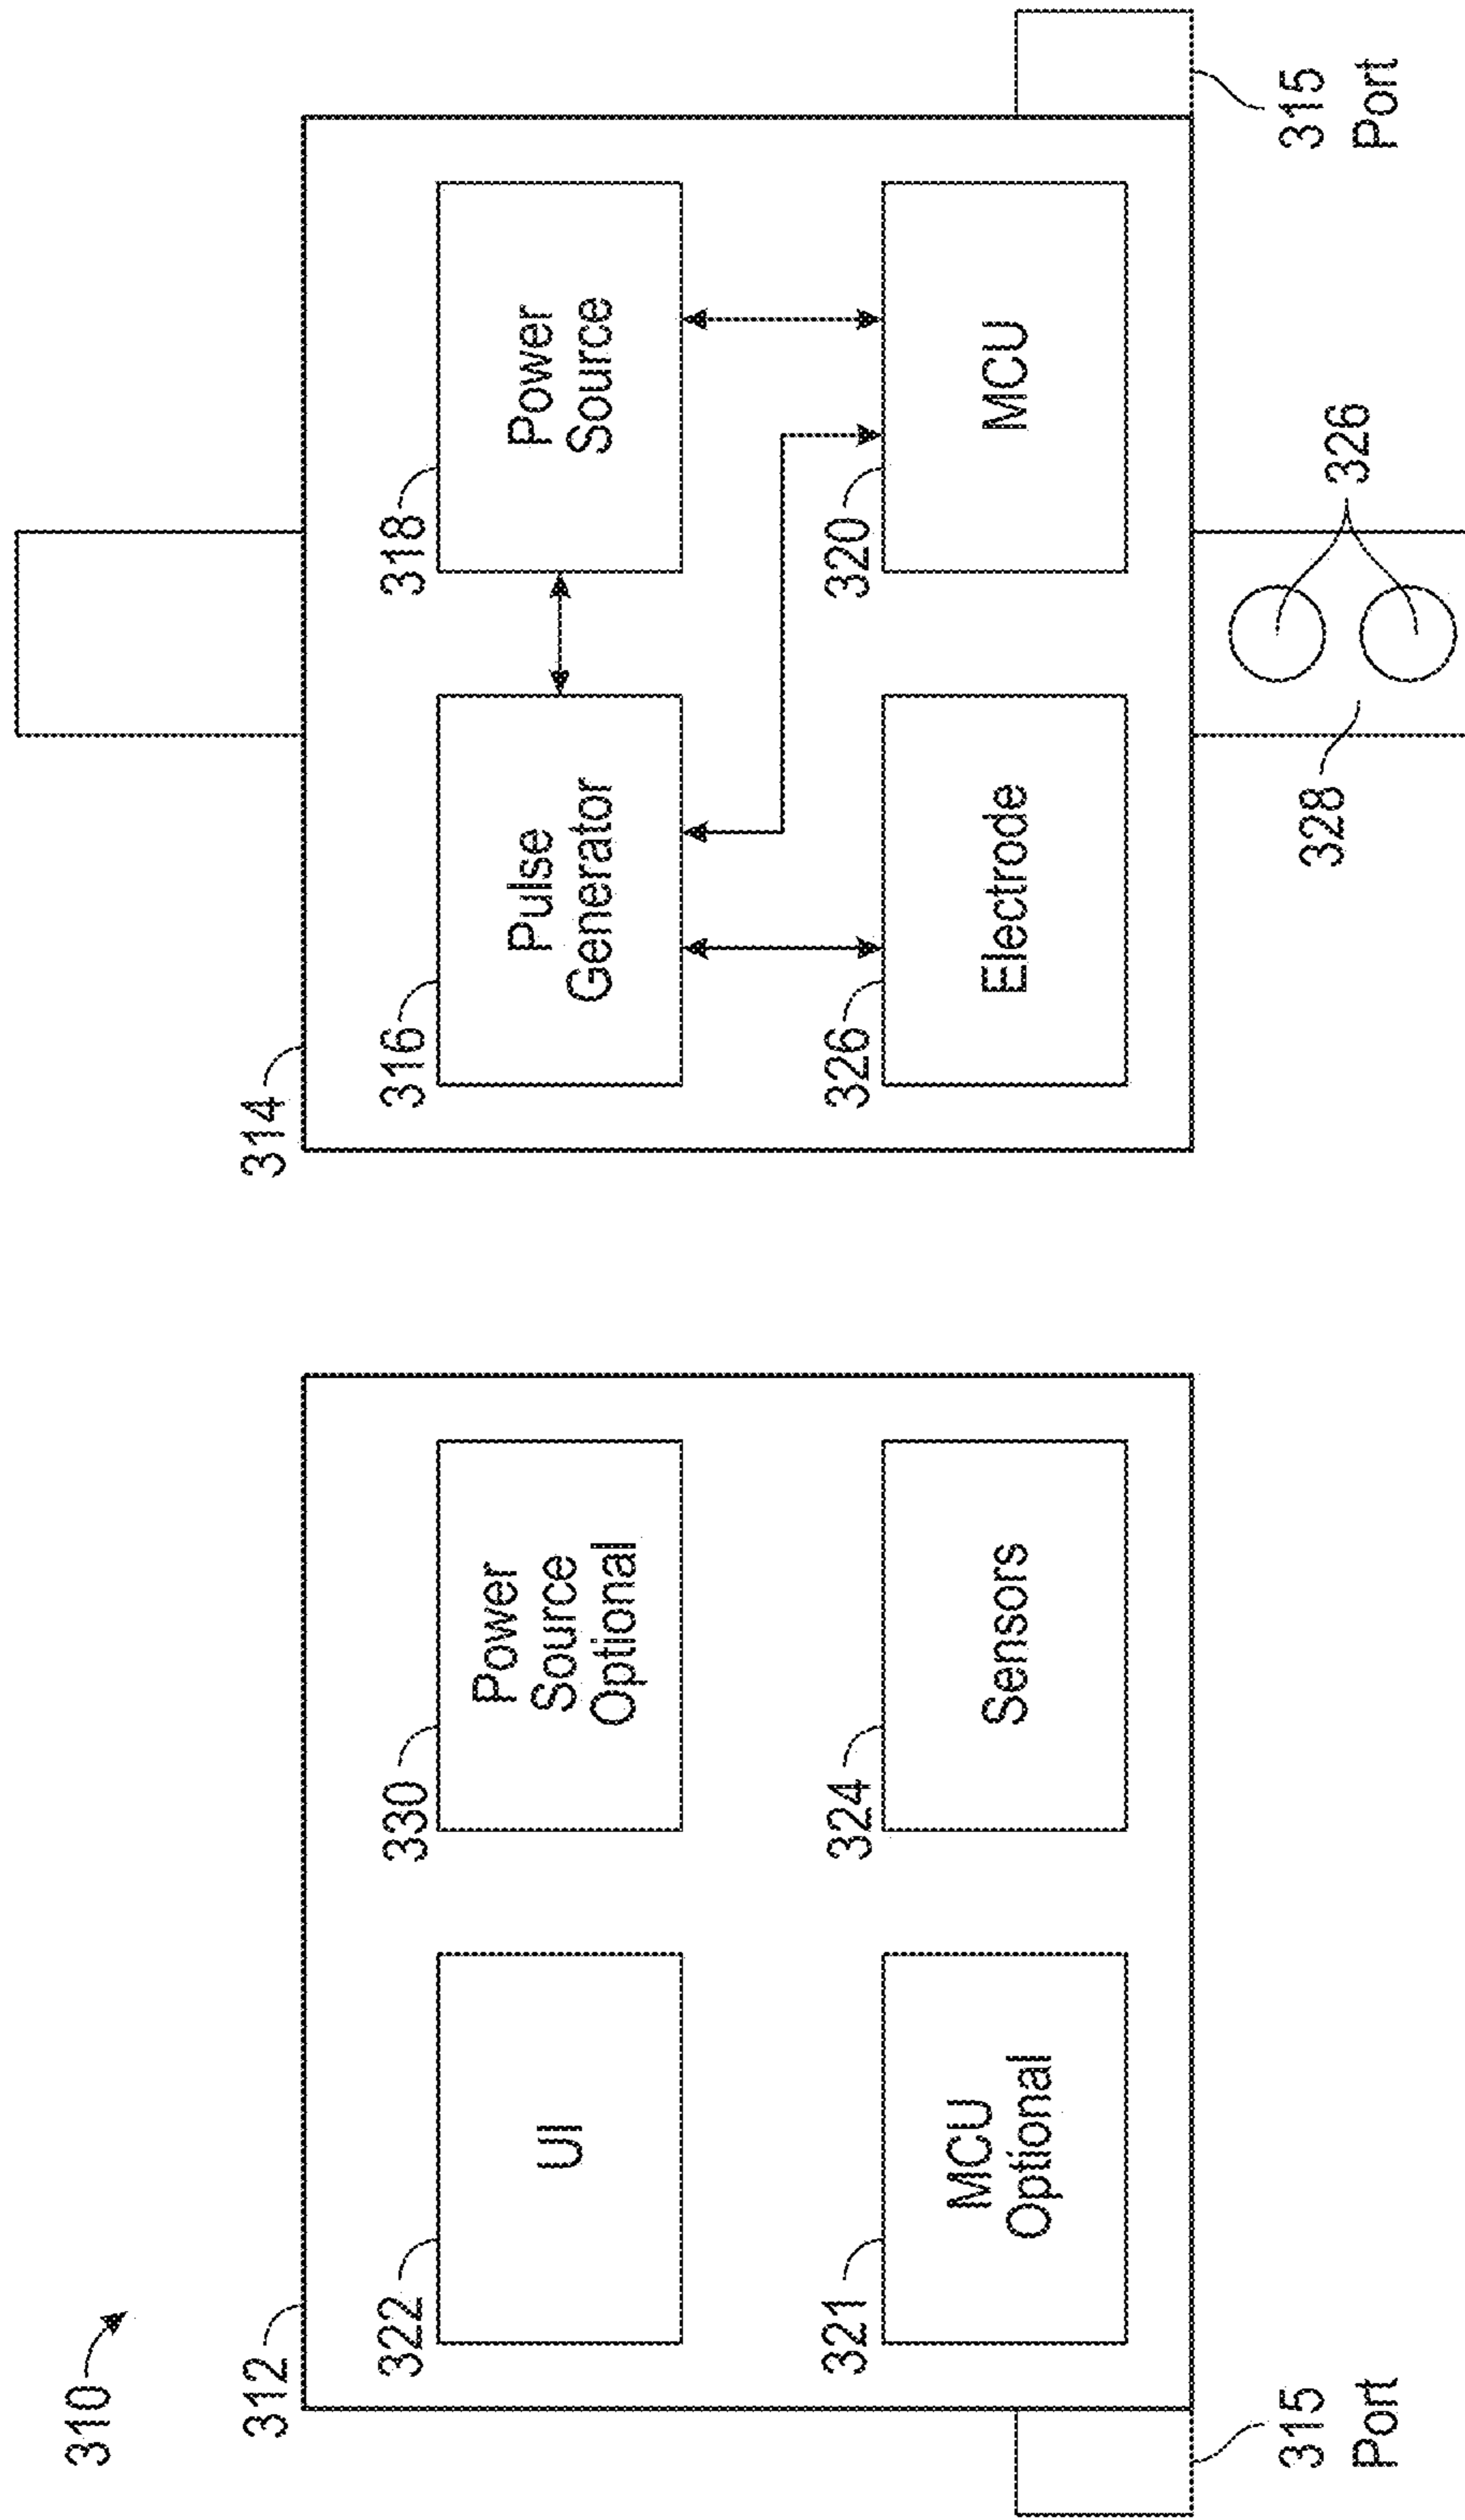 310
312
322
UI
330
Power
Source
Optional
321
MCU
Optional
324
Sensors
315
Port
314
316
Pulse
Generator
318
Power
Source
326
Electrode
320
MCU
328
326
315
Port